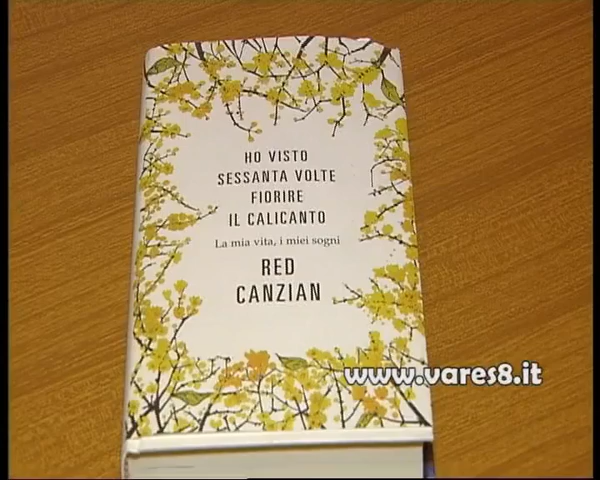 HO VISTO
SESSANTA VOLTE
FIORIRE
IL CALICANTO
La mia vita, i miei sogni
RED
CANZIAN
www.vares8.it